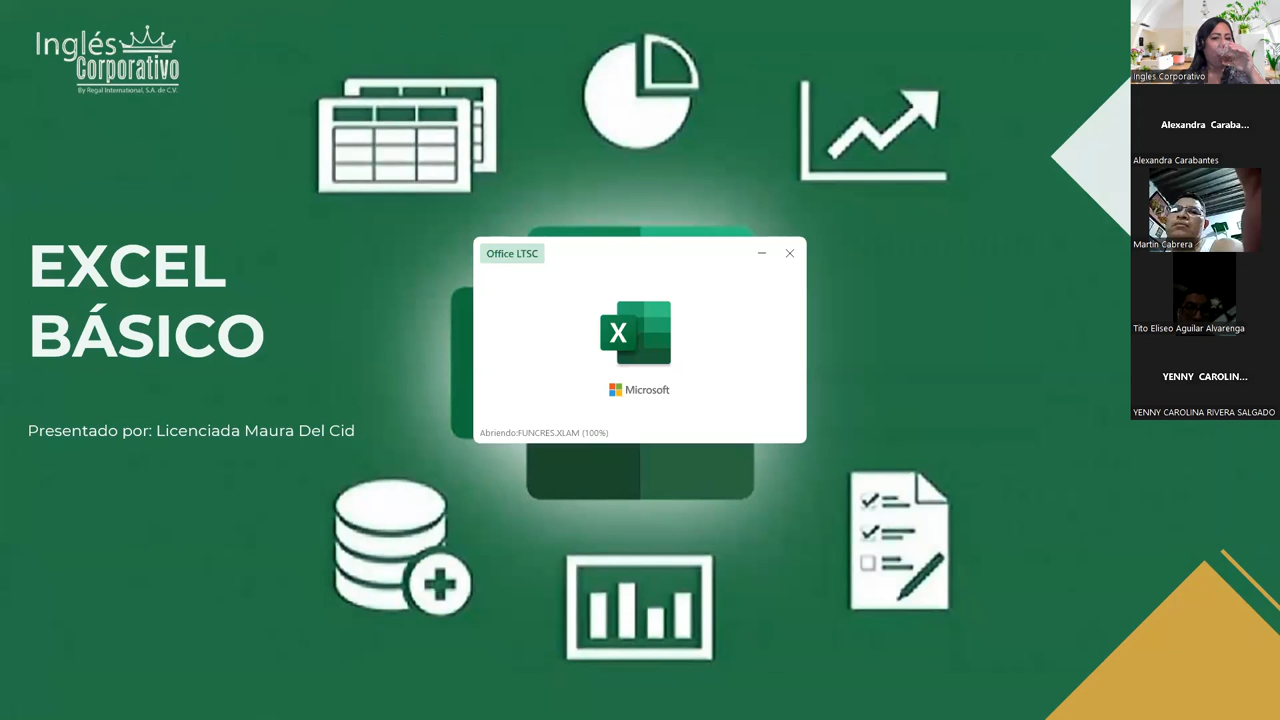 Inglés
Corporativo
By Regal International, S.A. de C.V.
EXCEL
BÁSICO
Presentado por: Licenciada Maura Del Cid
Office LTSC
X
Microsoft
Abriendo:FUNCRES.XLAM (100%)
Ingles Corporativo
Alexandra Caraba...
Alexandra Carabantes
Martin Cabrera
Tito Eliseo Aguilar Alvarenga
YENNY CAROLIN...
YENNY CAROLINA RIVERA SALGADO